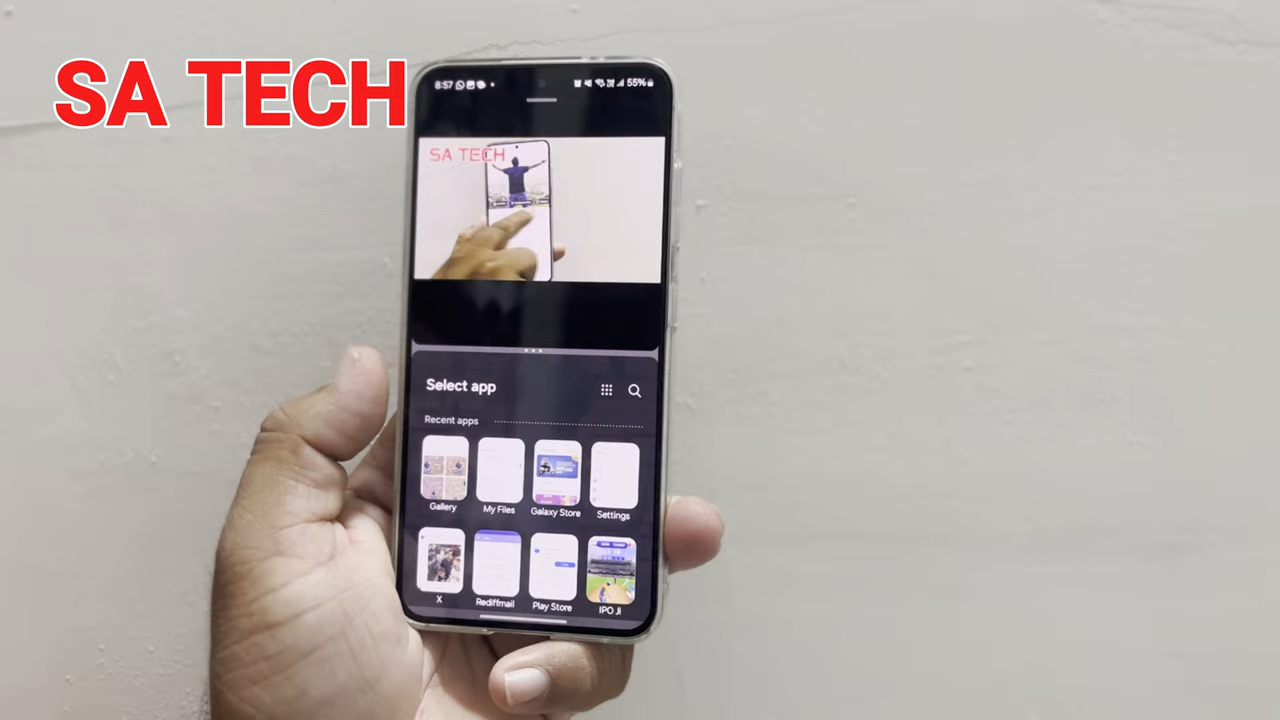 SA TECH
8:57
55%
SA TECH
Select app
Recent apps
Gallery
My Files
Galaxy Store
Settings
X
Rediffmail
Play Store
IPO Ji